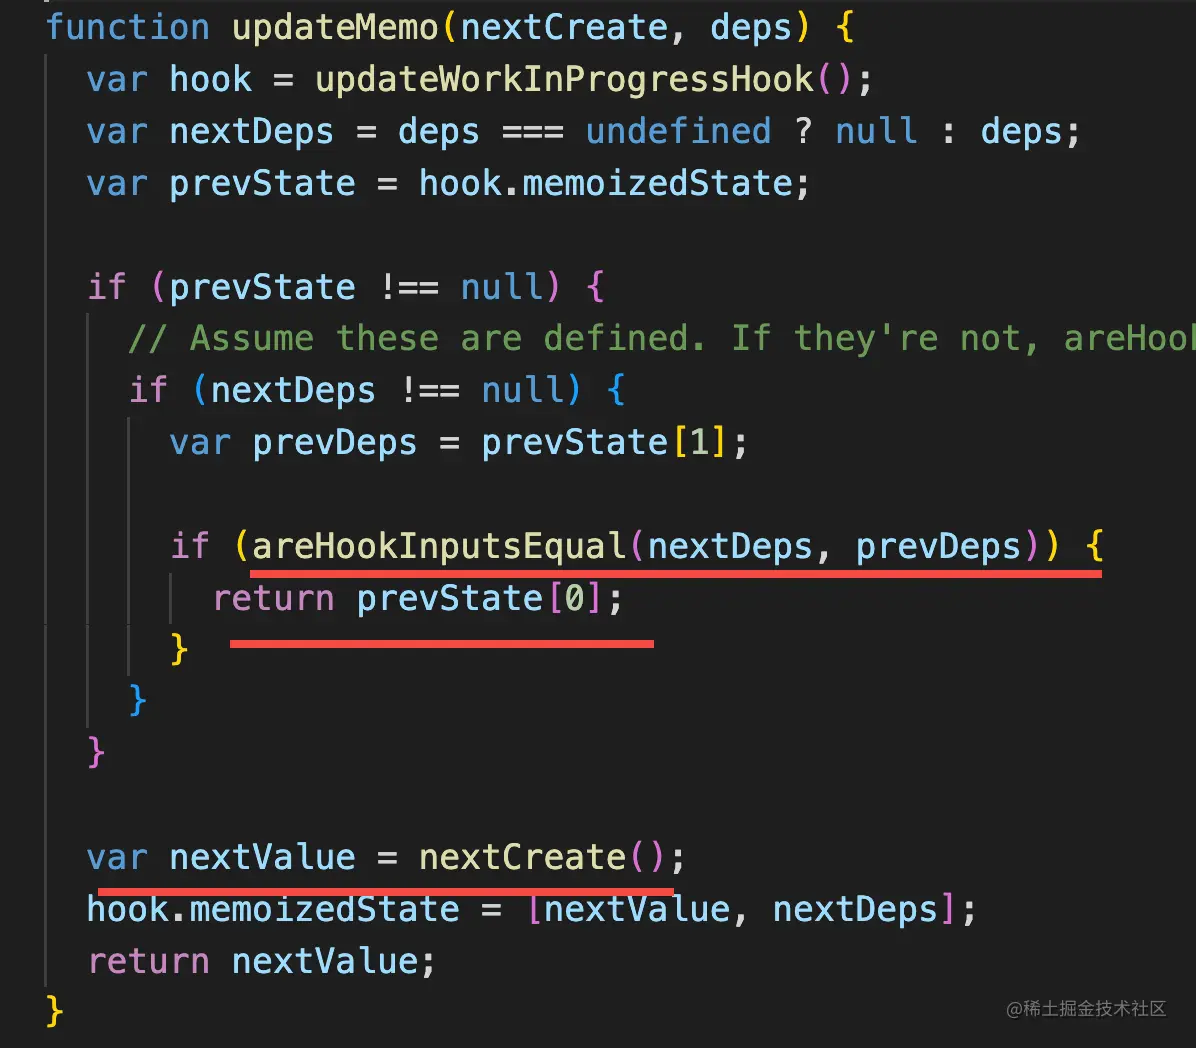 function updateMemo(nextCreate, deps) {
  var hook = updateWorkInProgressHook();
  var nextDeps = deps === undefined ? null : deps;
  var prevState = hook.memoizedState;
  if (prevState !== null) {
    // Assume these are defined. If they're not, areHoo
    if (nextDeps !== null) {
      var prevDeps = prevState[1];
      if (areHookInputsEqual(nextDeps, prevDeps)) {
        return prevState[0];
      }
    }
  }
  var nextValue = nextCreate();
  hook.memoizedState = [nextValue, nextDeps];
  return nextValue;
}
@稀土掘金技术社区